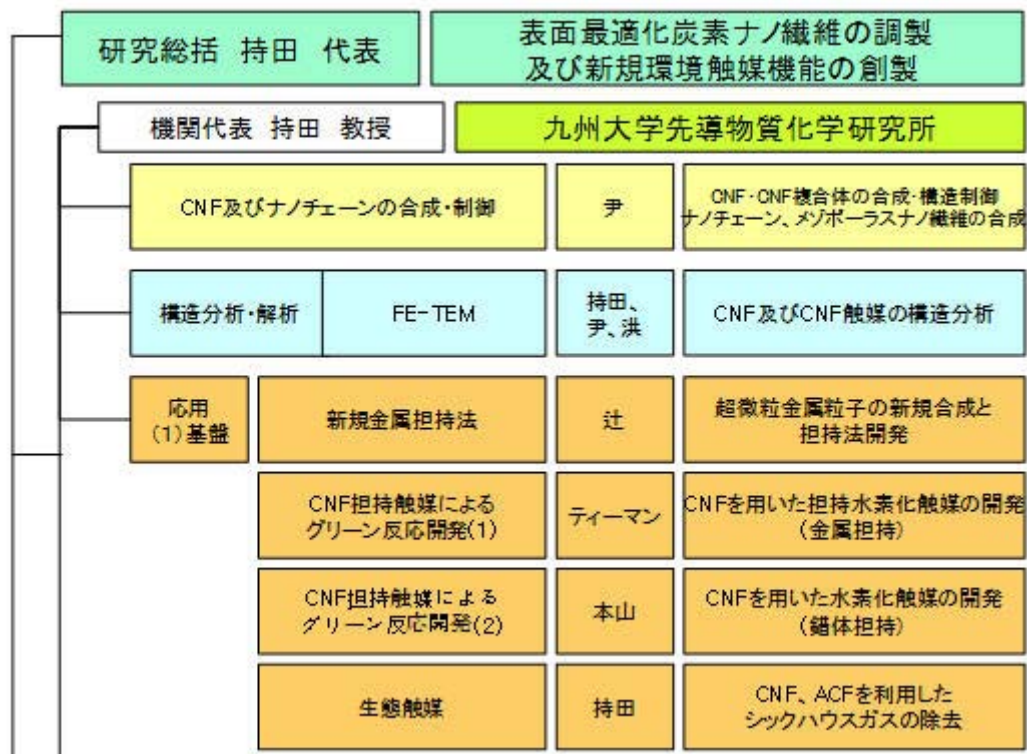 研究総括 持田 代表
表面最適化炭素ナノ繊維の調製
及び新規環境触媒機能の創製
機関代表 持田 教授
九州大学先導物質化学研究所
CNF及びナノチェーンの合成・制御
尹
CNF・CNF複合体の合成・構造制御
ナノチェーン、メゾポーラスナノ繊維の合成
構造分析・解析
FE-TEM
持田、
尹、洪
CNF及びCNF触媒の構造分析
応用
(1)基盤
新規金属担持法
辻
超微粒金属粒子の新規合成と
担持法開発
CNF担持触媒による
グリーン反応開発(1)
ティーマン
CNFを用いた担持水素化触媒の開発
(金属担持)
CNF担持触媒による
グリーン反応開発(2)
本山
CNFを用いた水素化触媒の開発
(錯体担持)
生態触媒
持田
CNF、ACFを利用した
シックハウスガスの除去